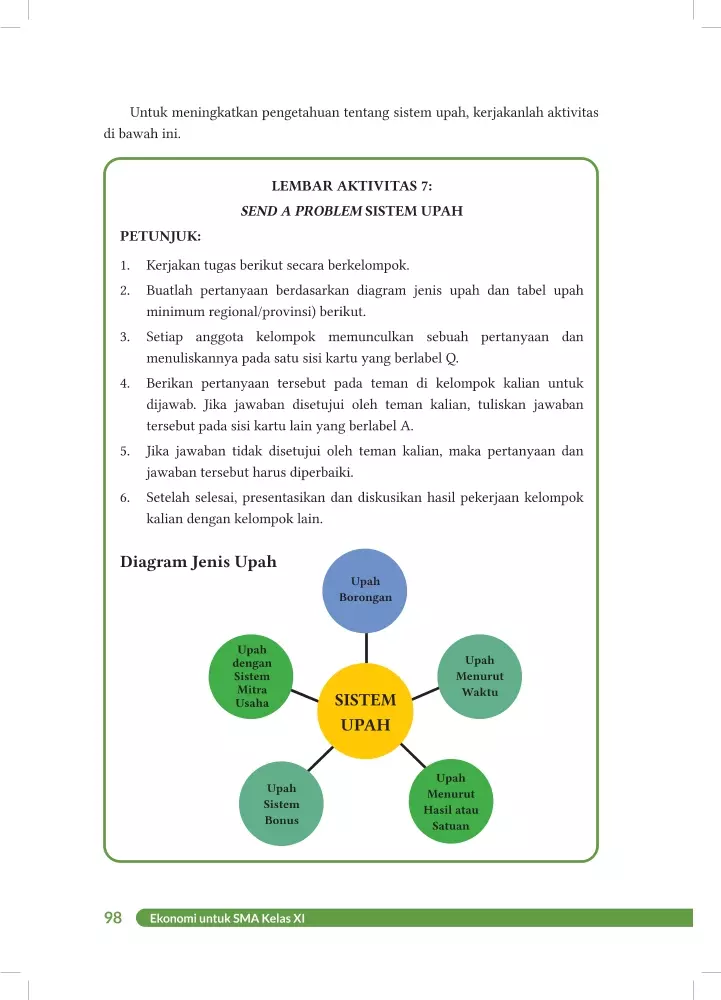 Untuk meningkatkan pengetahuan tentang sistem upah, kerjakanlah aktivitas
di bawah ini.
LEMBAR AKTIVITAS 7:
SEND A PROBLEM SISTEM UPAH
PETUNJUK:
1. Kerjakan tugas berikut secara berkelompok.
2. Buatlah pertanyaan berdasarkan diagram jenis upah dan tabel upah
minimum regional/provinsi) berikut.
3. Setiap anggota kelompok memunculkan sebuah pertanyaan dan
menuliskannya pada satu sisi kartu yang berlabel Q.
4. Berikan pertanyaan tersebut pada teman di kelompok kalian untuk
dijawab. Jika jawaban disetujui oleh teman kalian, tuliskan jawaban
tersebut pada sisi kartu lain yang berlabel A.
5. Jika jawaban tidak disetujui oleh teman kalian, maka pertanyaan dan
jawaban tersebut harus diperbaiki.
6. Setelah selesai, presentasikan dan diskusikan hasil pekerjaan kelompok
kalian dengan kelompok lain.
Diagram Jenis Upah
Upah
Borongan
Upah
dengan
Sistem
Mitra
Usaha
Upah
Menurut
Waktu
SISTEM
UPAH
Upah
Sistem
Bonus
Upah
Menurut
Hasil atau
Satuan
98 Ekonomi untuk SMA Kelas XI